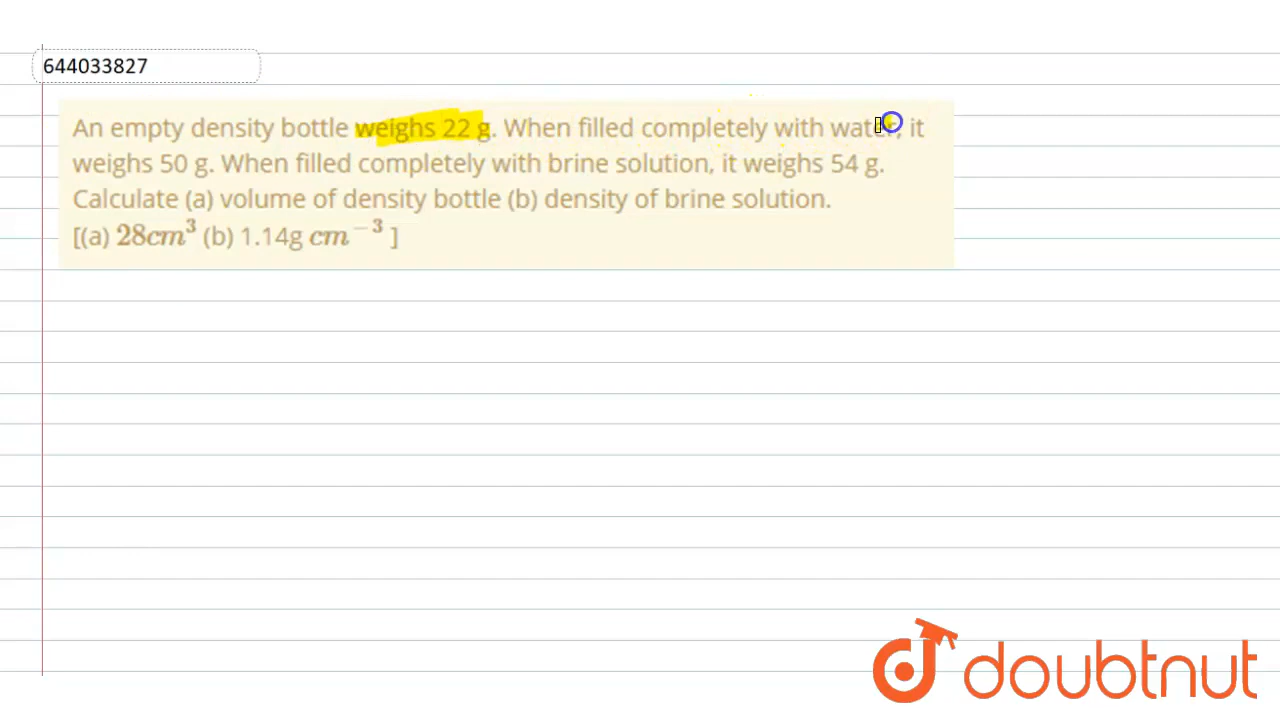 644033827
An empty density bottle weighs 22 g. When filled completely with water, it
weighs 50 g. When filled completely with brine solution, it weighs 54 g.
Calculate (a) volume of density bottle (b) density of brine solution.
[(a) 28cm³ (b) 1.14g cm⁻³ ]
doubtnut